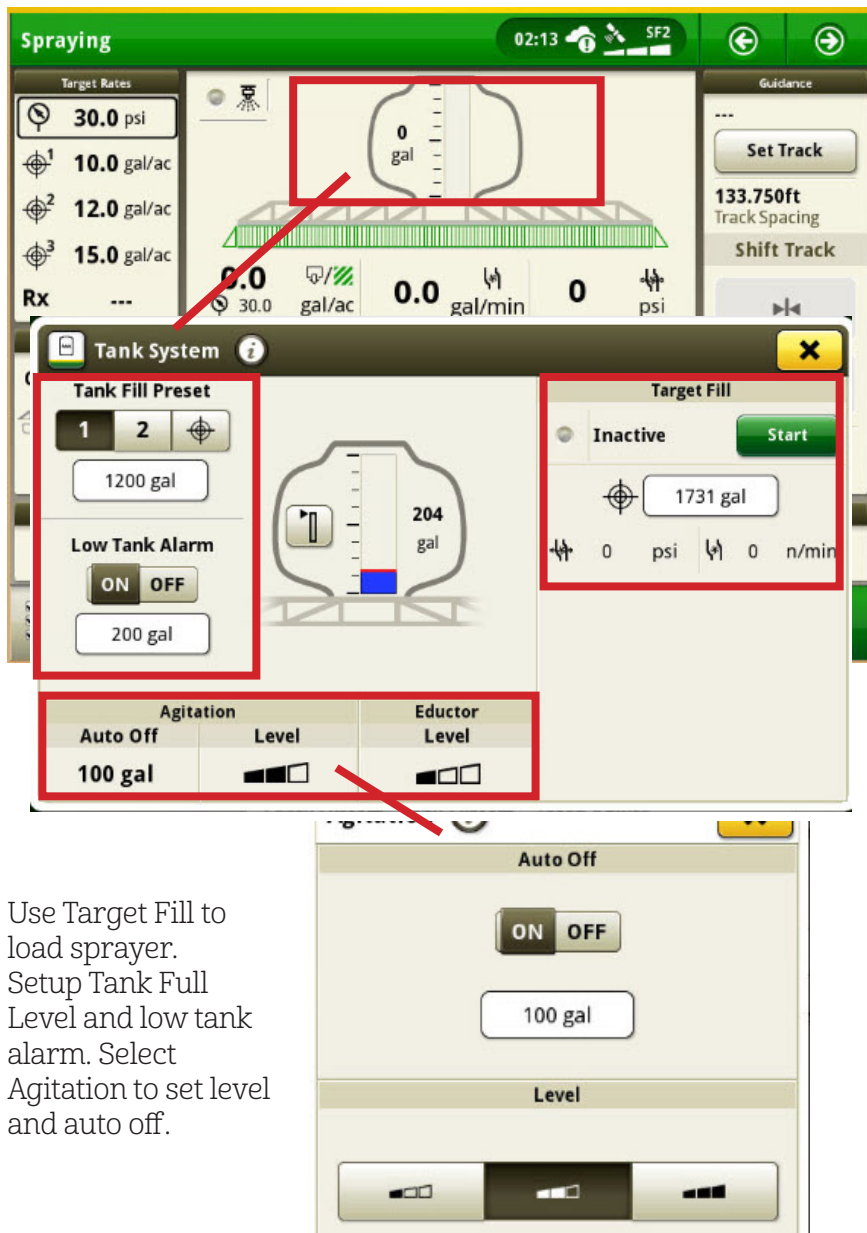 Spraying
02:13
SF2
Target Rates
30.0 psi
1 10.0 gal/ac
2 12.0 gal/ac
3 15.0 gal/ac
Rx ---
0
gal
0.0
30.0
gal/ac
0.0
gal/min
0
psi
Guidance
---
Set Track
133.750ft
Track Spacing
Shift Track
Tank System i
Tank Fill Preset
1 2
1200 gal
Low Tank Alarm
ON OFF
200 gal
204
gal
Target Fill
Inactive Start
1731 gal
0 psi 0 n/min
Agitation Eductor
Auto Off Level Level
100 gal
Auto Off
ON OFF
100 gal
Level
Use Target Fill to
load sprayer.
Setup Tank Full
Level and low tank
alarm. Select
Agitation to set level
and auto off.